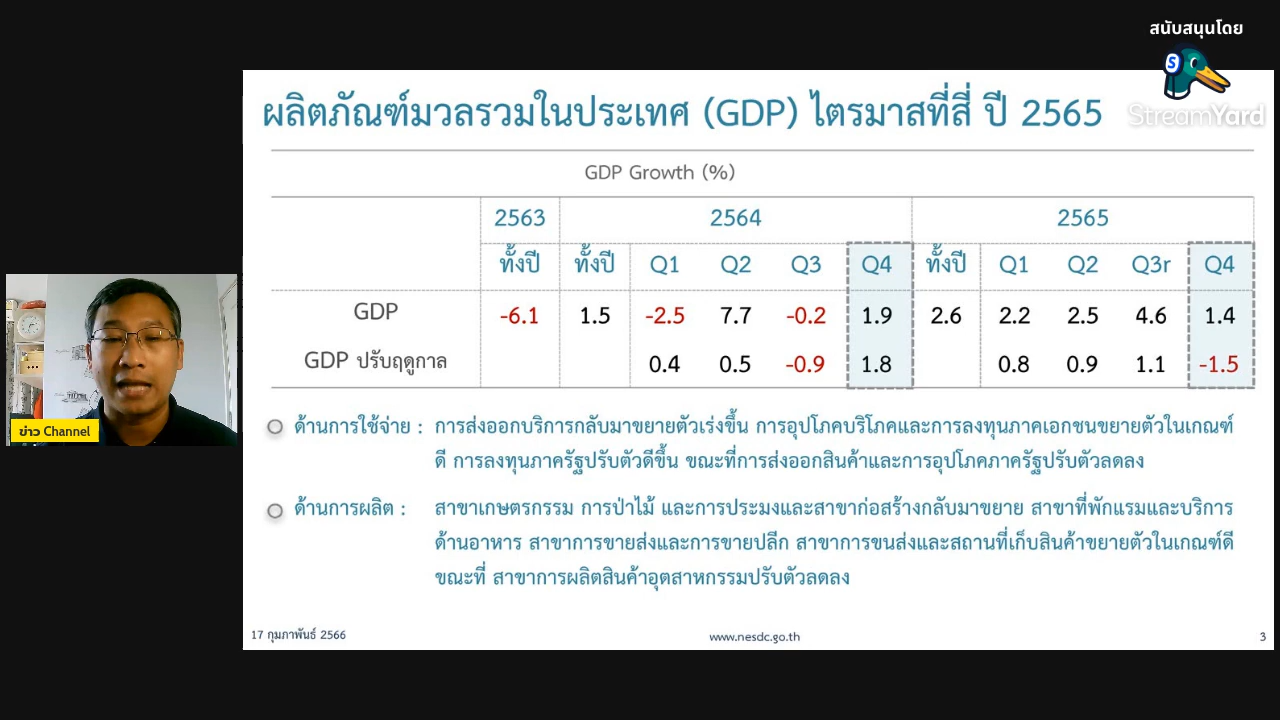 สนับสนุนโดย
StreamYard
ผลิตภัณฑ์มวลรวมในประเทศ (GDP) ไตรมาสที่สี่ ปี 2565
GDP Growth (%)
2563 2564 2565
ทั้งปี ทั้งปี Q1 Q2 Q3 Q4 ทั้งปี Q1 Q2 Q3r Q4
GDP -6.1 1.5 -2.5 7.7 -0.2 1.9 2.6 2.2 2.5 4.6 1.4
GDP ปรับฤดูกาล 0.4 0.5 -0.9 1.8 0.8 0.9 1.1 -1.5
ด้านการใช้จ่าย : การส่งออกบริการกลับมาขยายตัวเร่งขึ้น การอุปโภคบริโภคและการลงทุนภาคเอกชนขยายตัวในเกณฑ์
ดี การลงทุนภาครัฐปรับตัวดีขึ้น ขณะที่การส่งออกสินค้าและการอุปโภคภาครัฐปรับตัวลดลง
ด้านการผลิต : สาขาเกษตรกรรม การป่าไม้ และการประมงและสาขาก่อสร้างกลับมาขยาย สาขาที่พักแรมและบริการ
ด้านอาหาร สาขาการขายส่งและการขายปลีก สาขาการขนส่งและสถานที่เก็บสินค้าขยายตัวในเกณฑ์ดี
ขณะที่ สาขาการผลิตสินค้าอุตสาหกรรมปรับตัวลดลง
ข่าว Channel
17 กุมภาพันธ์ 2566 www.nesdc.go.th 3